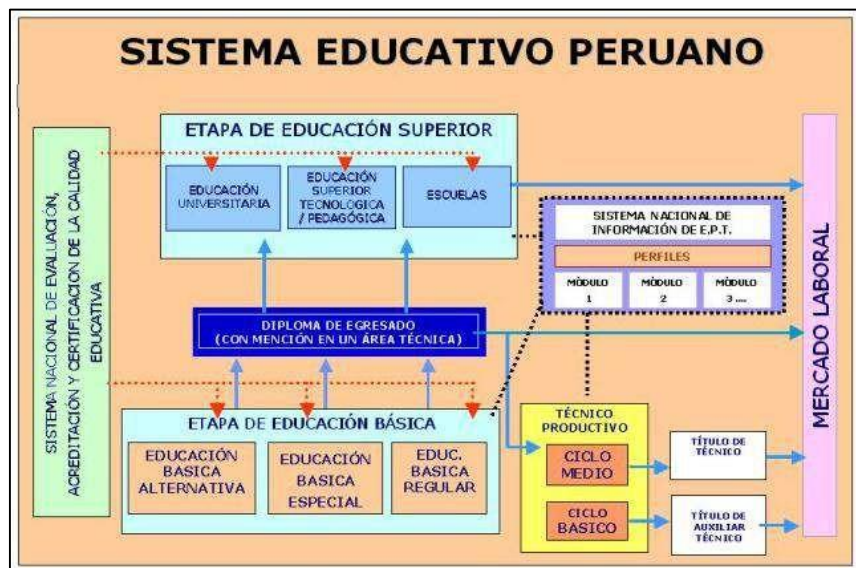 SISTEMA EDUCATIVO PERUANO
SISTEMA NACIONAL DE EVALUACIÓN,
ACREDITACIÓN Y CERTIFICACION DE LA CALIDAD
EDUCATIVA
ETAPA DE EDUCACIÓN SUPERIOR
EDUCACIÓN
UNIVERSITARIA
EDUCACIÓN
SUPERIOR
TECNOLÓGICA
/ PEDAGÓGICA
ESCUELAS
SISTEMA NACIONAL DE
INFORMACIÓN DE E.P.T.
PERFILES
MÓDULO
1
MÓDULO
2
MÓDULO
3 ....
DIPLOMA DE EGRESADO
(CON MENCIÓN EN UN ÁREA TÉCNICA)
ETAPA DE EDUCACIÓN BÁSICA
EDUCACIÓN
BASICA
ALTERNATIVA
EDUCACIÓN
BASICA
ESPECIAL
EDUC.
BASICA
REGULAR
TÉCNICO
PRODUCTIVO
CICLO
MEDIO
CICLO
BASICO
TÍTULO DE
TÉCNICO
TÍTULO DE
AUXILIAR
TÉCNICO
MERCADO LABORAL